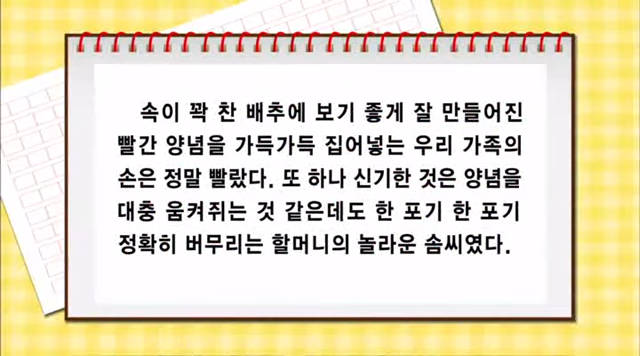 속이 꽉 찬 배추에 보기 좋게 잘 만들어진
빨간 양념을 가득가득 집어넣는 우리 가족의
손은 정말 빨랐다. 또 하나 신기한 것은 양념을
대충 움켜쥐는 것 같은데도 한 포기 한 포기
정확히 버무리는 할머니의 놀라운 솜씨였다.